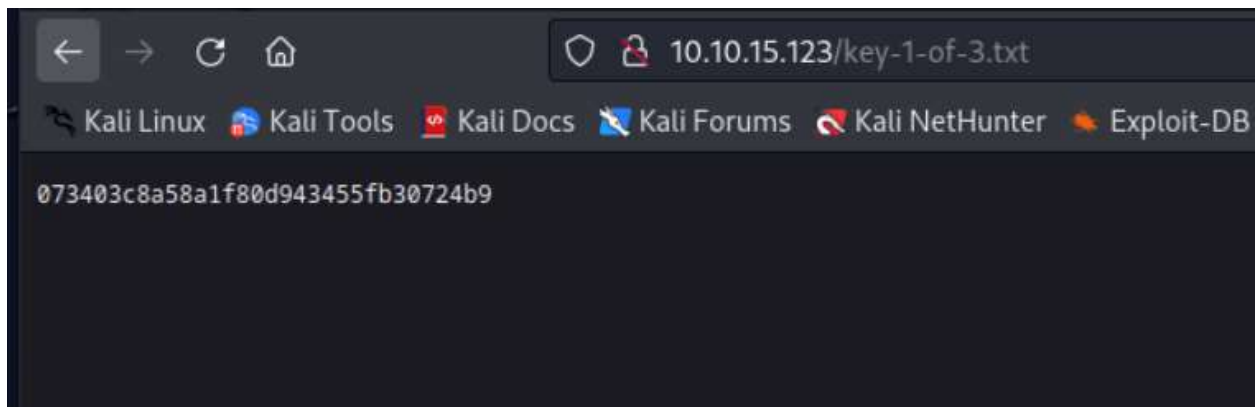 10.10.15.123/key-1-of-3.txt
Kali Linux Kali Tools Kali Docs Kali Forums Kali NetHunter Exploit-DB
073403c8a58a1f80d943455fb30724b9